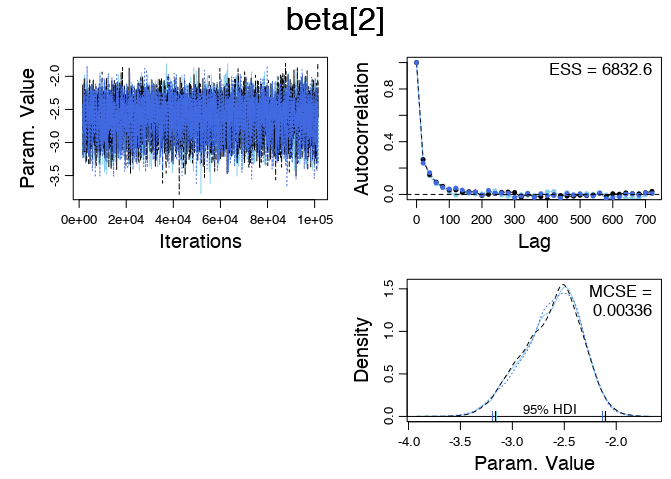 beta[2]
Param. Value
-3.5
-3.0
-2.5
-2.0
0e+00
2e+04
4e+04
6e+04
8e+04
1e+05
Iterations
Autocorrelation
0.0
0.4
0.8
ESS = 6832.6
0
100
200
300
400
500
600
700
Lag
Density
0.0
0.5
1.0
1.5
MCSE =
0.00336
95% HDI
-4.0
-3.5
-3.0
-2.5
-2.0
Param. Value